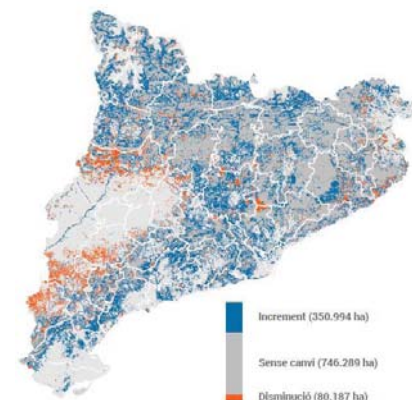 Increment (350.994 ha)
Sense canvi (746.289 ha)
Disminució (80.187 ha)